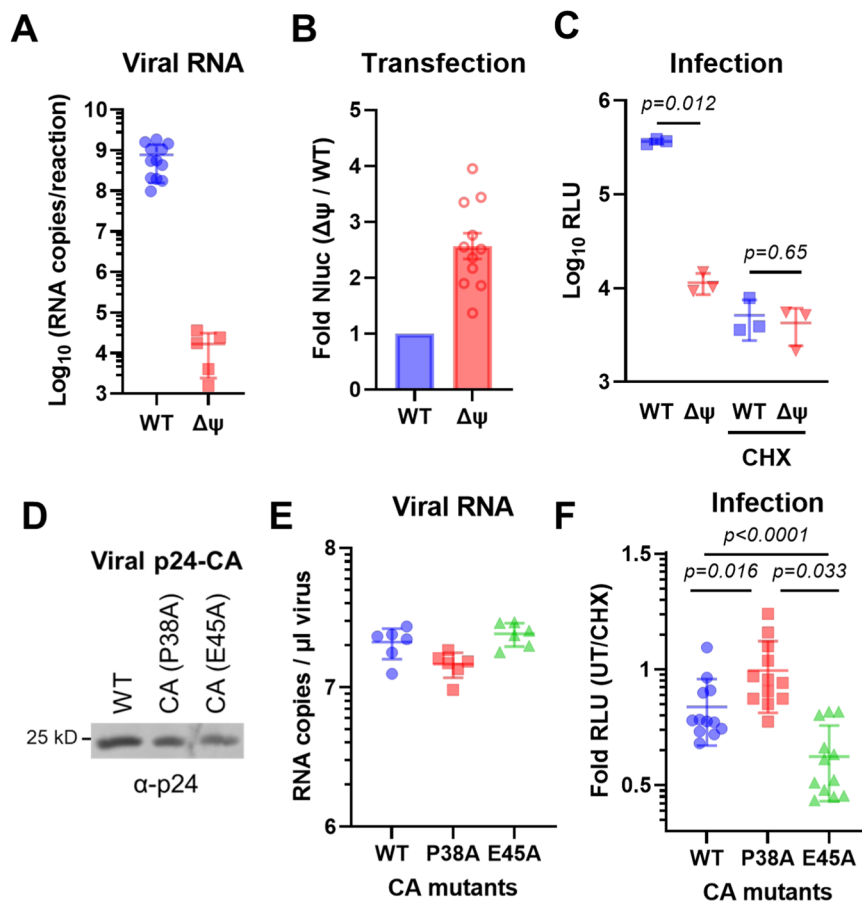 A
Viral RNA
Log10 (RNA copies/reaction)
10
9
8
7
6
5
4
3
WT
Δψ
B
Transfection
Fold Nluc (Δψ / WT)
5
4
3
2
1
0
WT
Δψ
C
Infection
Log10 RLU
6
5
4
3
p=0.012
p=0.65
WT Δψ WT Δψ
CHX
D
Viral p24-CA
WT
CA (P38A)
CA (E45A)
25 kD
α-p24
E
Viral RNA
RNA copies / µl virus
8
7
6
WT P38A E45A
CA mutants
F
Infection
Fold RLU (UT/CHX)
p<0.0001
p=0.016
p=0.033
1.5
1
0.5
WT P38A E45A
CA mutants